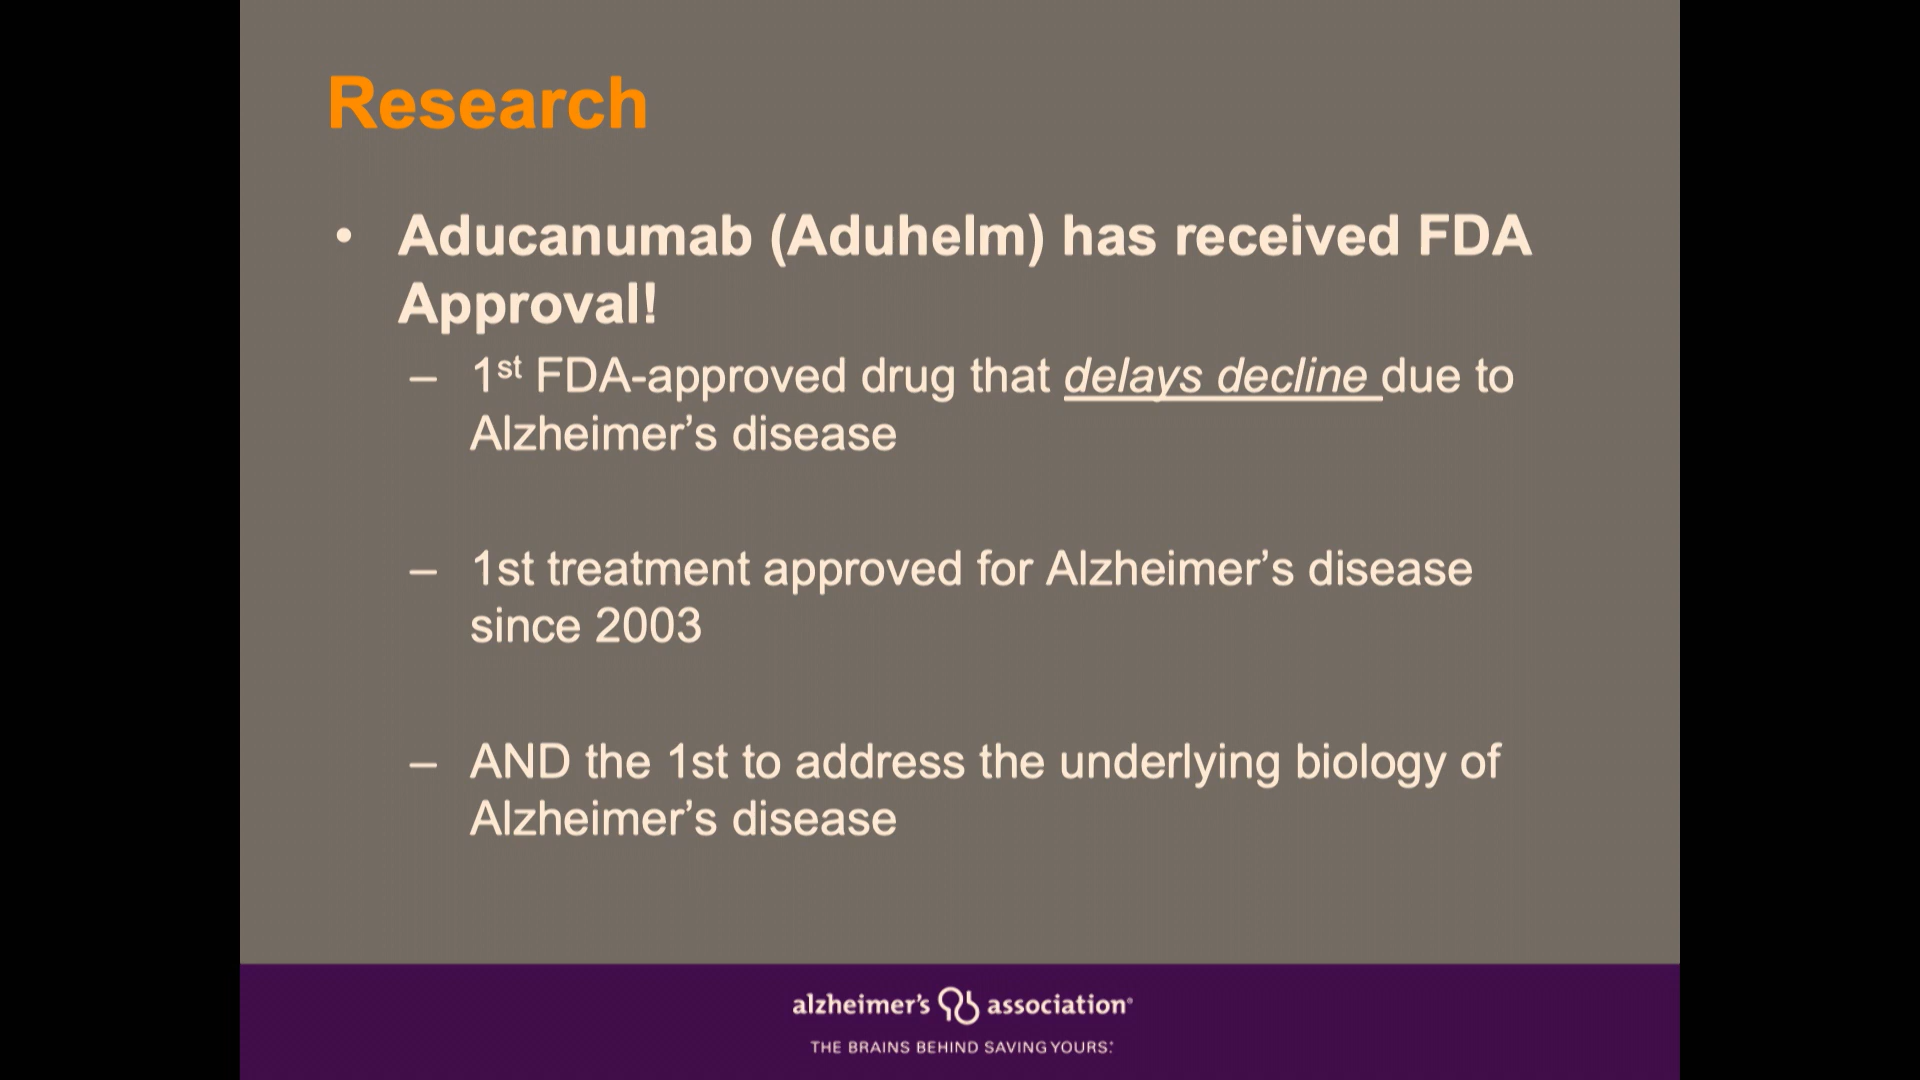 Research
• Aducanumab (Aduhelm) has received FDA
Approval!
– 1st FDA-approved drug that delays decline due to
Alzheimer’s disease
– 1st treatment approved for Alzheimer’s disease
since 2003
– AND the 1st to address the underlying biology of
Alzheimer’s disease
alzheimer’s association®
THE BRAINS BEHIND SAVING YOURS.